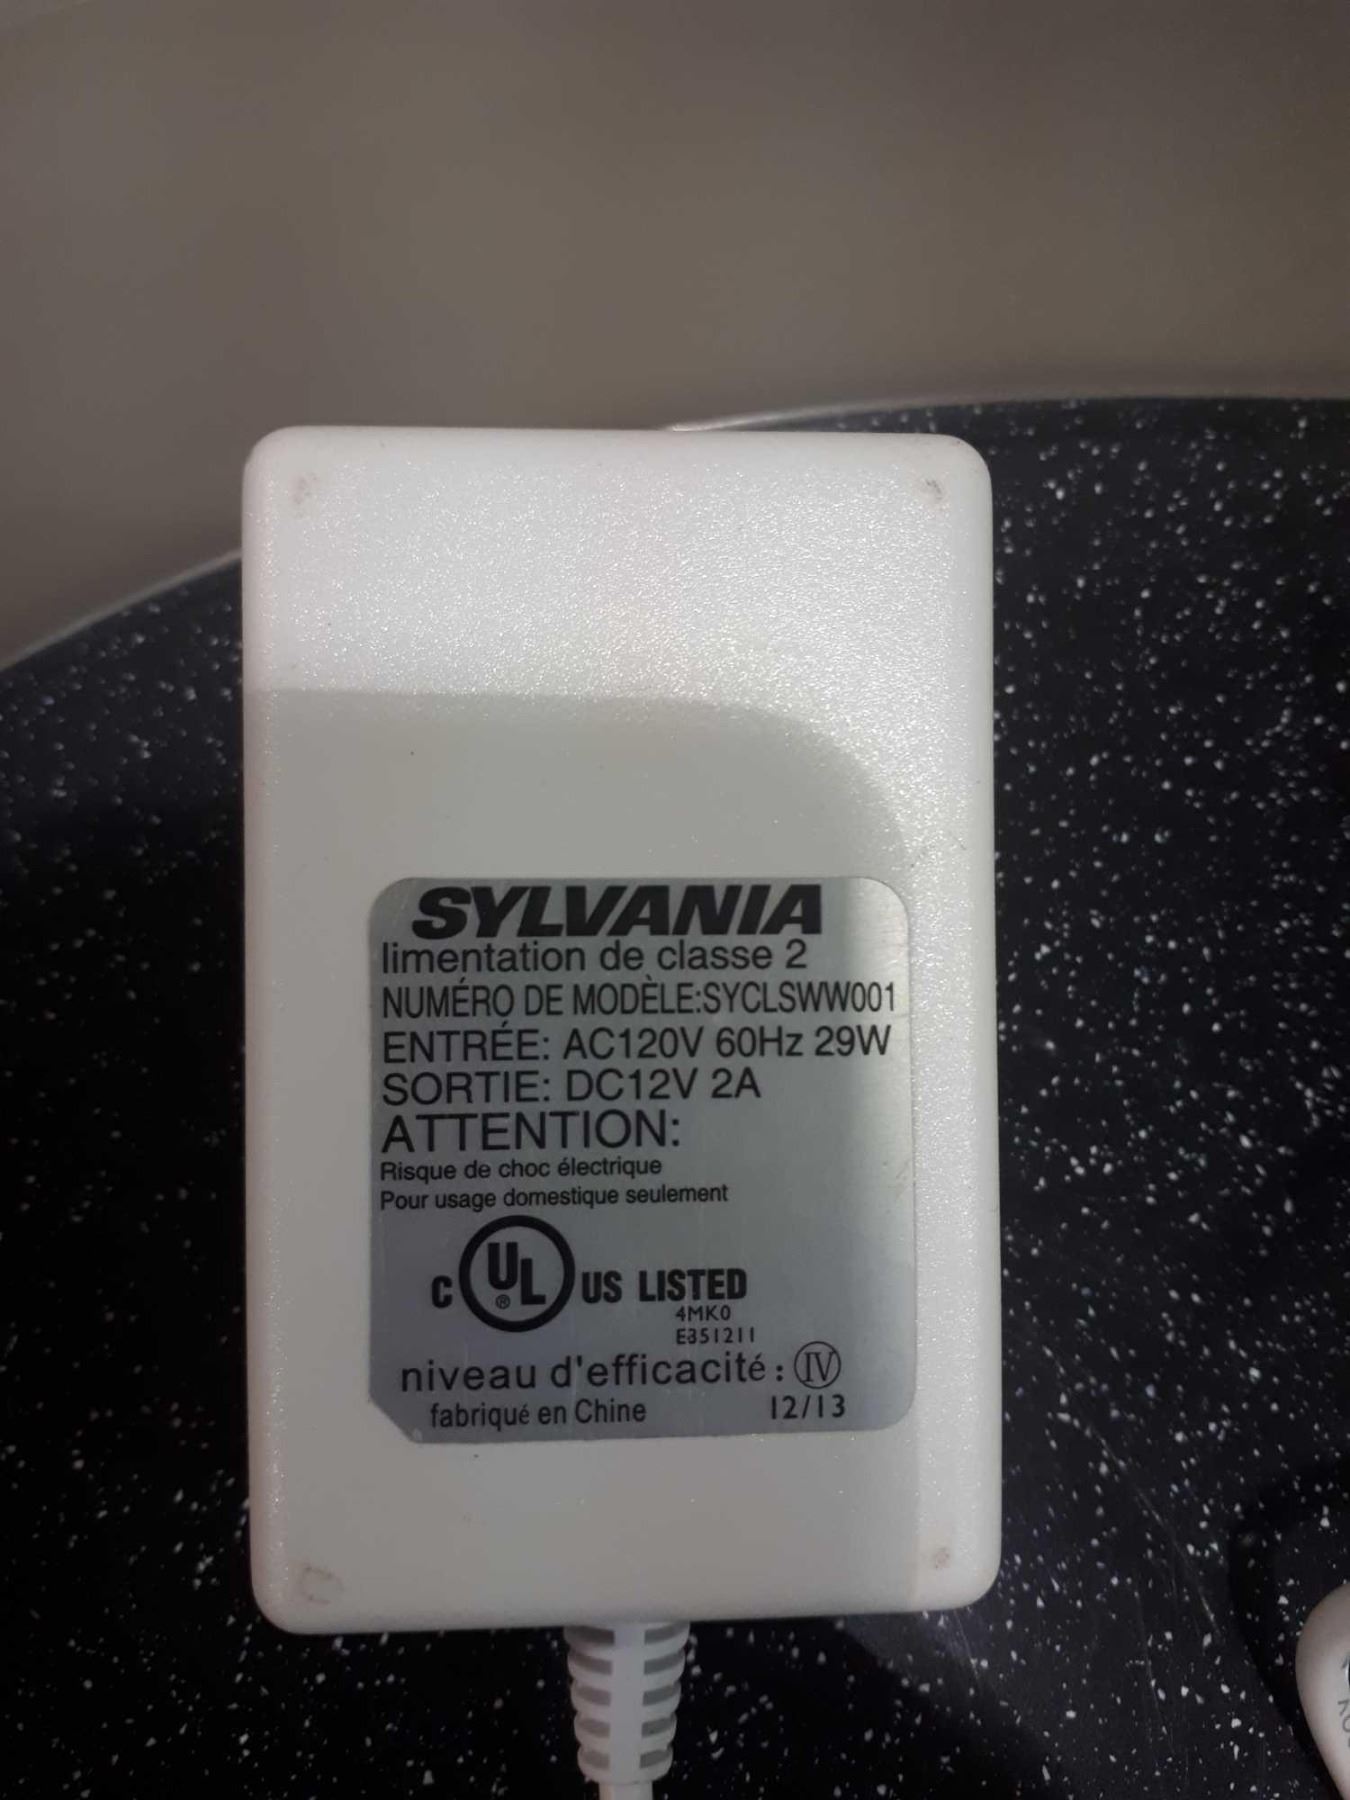 SYLVANIA
limentation de classe 2
NUMÉRO DE MODÈLE:SYCLSWW001
ENTRÉE: AC120V 60Hz 29W
SORTIE: DC12V 2A
ATTENTION:
Risque de choc électrique
Pour usage domestique seulement
C UL ® US LISTED
4MK0
E351211
niveau d'efficacité : IV
fabriqué en Chine 12/13